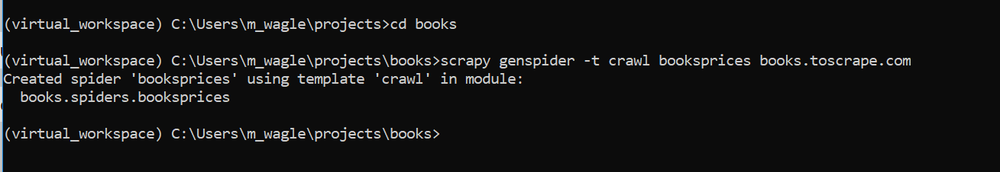 (virtual_workspace) C:\Users\m_wagle\projects>cd books
(virtual_workspace) C:\Users\m_wagle\projects\books>scrapy genspider -t crawl booksprices books.toscrape.com
Created spider 'booksprices' using template 'crawl' in module:
  books.spiders.booksprices
(virtual_workspace) C:\Users\m_wagle\projects\books>